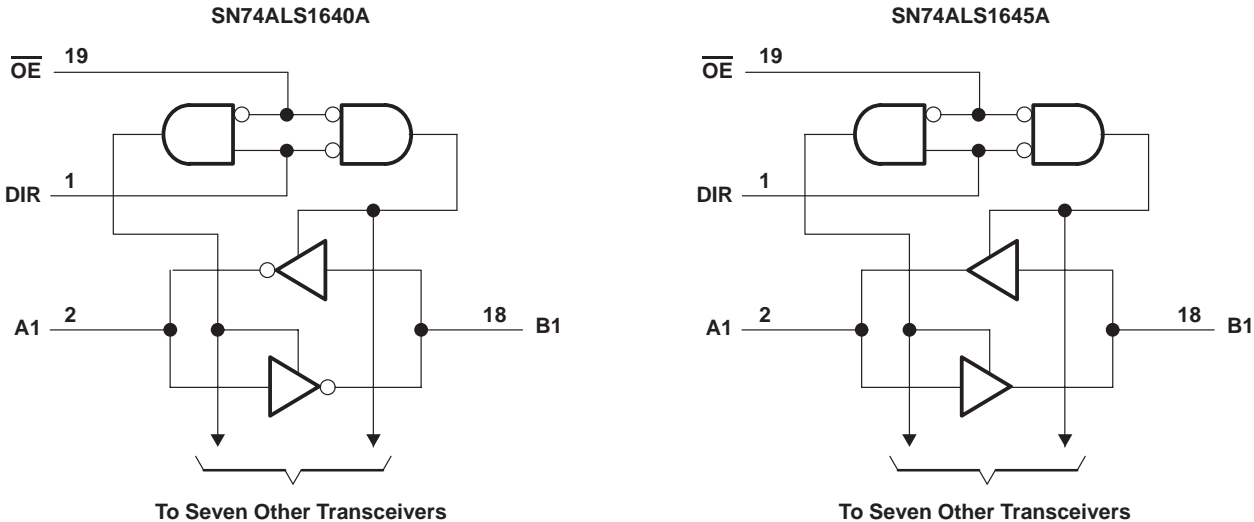 SN74ALS1640A
OE 19
DIR 1
A1 2
18 B1
To Seven Other Transceivers
SN74ALS1645A
OE 19
DIR 1
A1 2
18 B1
To Seven Other Transceivers